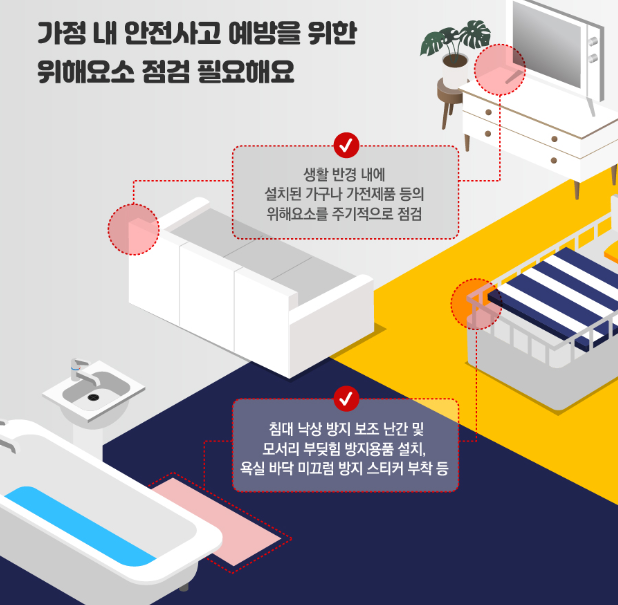 가정 내 안전사고 예방을 위한
위해요소 점검 필요해요
생활 반경 내에
설치된 가구나 가전제품 등의
위해요소를 주기적으로 점검
침대 낙상 방지 보조 난간 및
모서리 부딪힘 방지용품 설치,
욕실 바닥 미끄럼 방지 스티커 부착 등